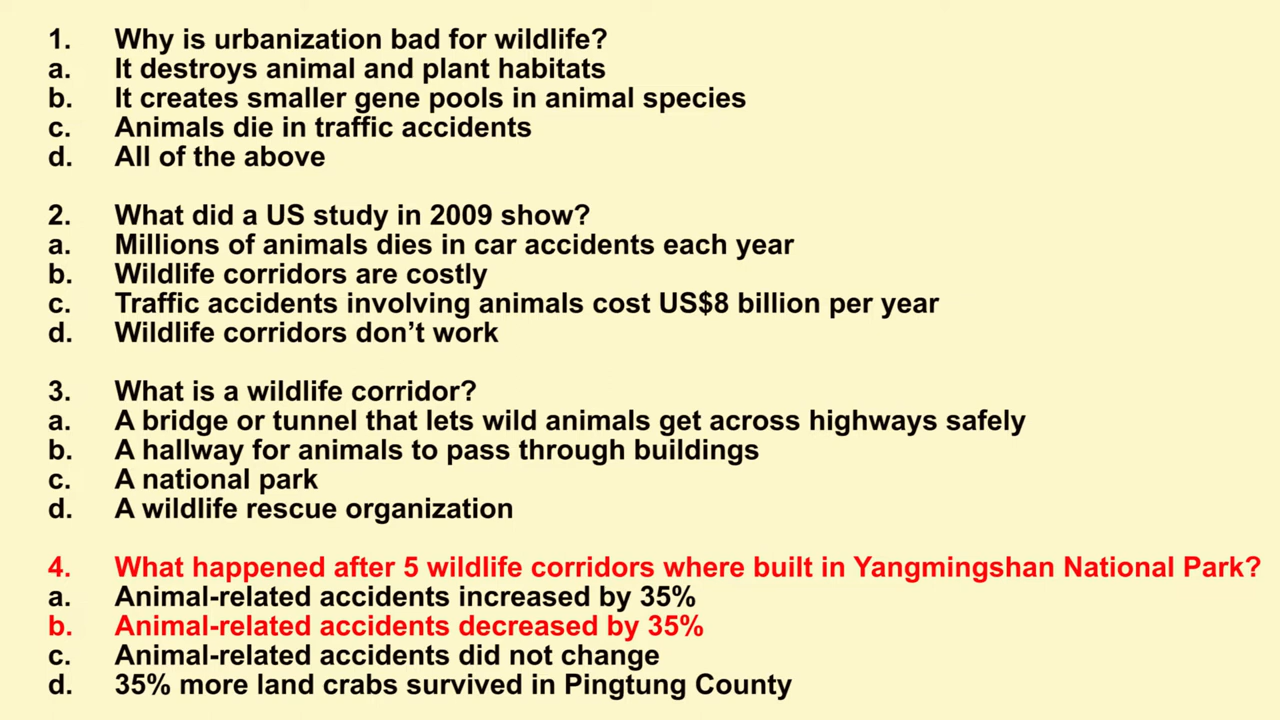 1. Why is urbanization bad for wildlife?
a. It destroys animal and plant habitats
b. It creates smaller gene pools in animal species
c. Animals die in traffic accidents
d. All of the above
2. What did a US study in 2009 show?
a. Millions of animals dies in car accidents each year
b. Wildlife corridors are costly
c. Traffic accidents involving animals cost US$8 billion per year
d. Wildlife corridors don’t work
3. What is a wildlife corridor?
a. A bridge or tunnel that lets wild animals get across highways safely
b. A hallway for animals to pass through buildings
c. A national park
d. A wildlife rescue organization
4. What happened after 5 wildlife corridors where built in Yangmingshan National Park?
a. Animal-related accidents increased by 35%
b. Animal-related accidents decreased by 35%
c. Animal-related accidents did not change
d. 35% more land crabs survived in Pingtung County